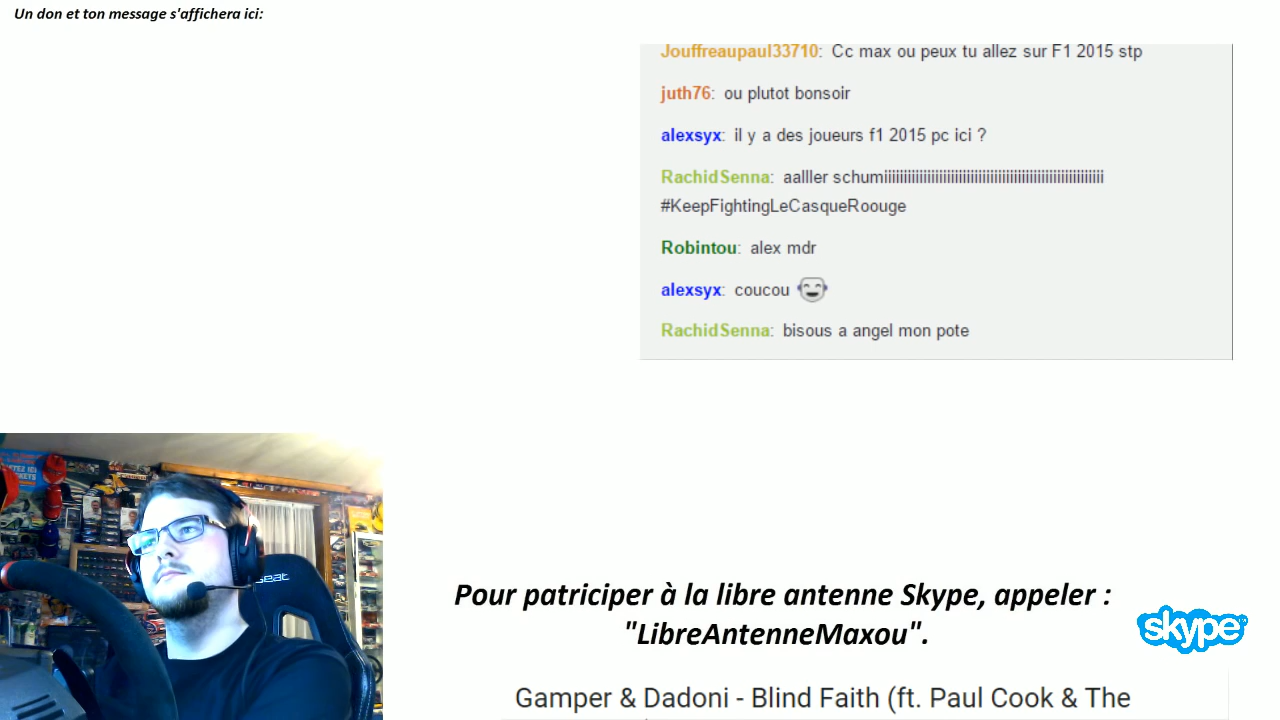 Un don et ton message s'affichera ici:
Jouffreaupaul33710: Cc max ou peux tu allez sur F1 2015 stp
juth76: ou plutot bonsoir
alexsyx: il y a des joueurs f1 2015 pc ici ?
RachidSenna: aalller schumiiiiiiiiiiiiiiiiiiiiiiiiiiiiiiiiiiiiiiiiiiiiiiiiiiiiii
#KeepFightingLeCasqueRoouge
Robintou: alex mdr
alexsyx: coucou
RachidSenna: bisous a angel mon pote
seat
Pour patriciper à la libre antenne Skype, appeler :
"LibreAntenneMaxou".
skype
Gamper & Dadoni - Blind Faith (ft. Paul Cook & The